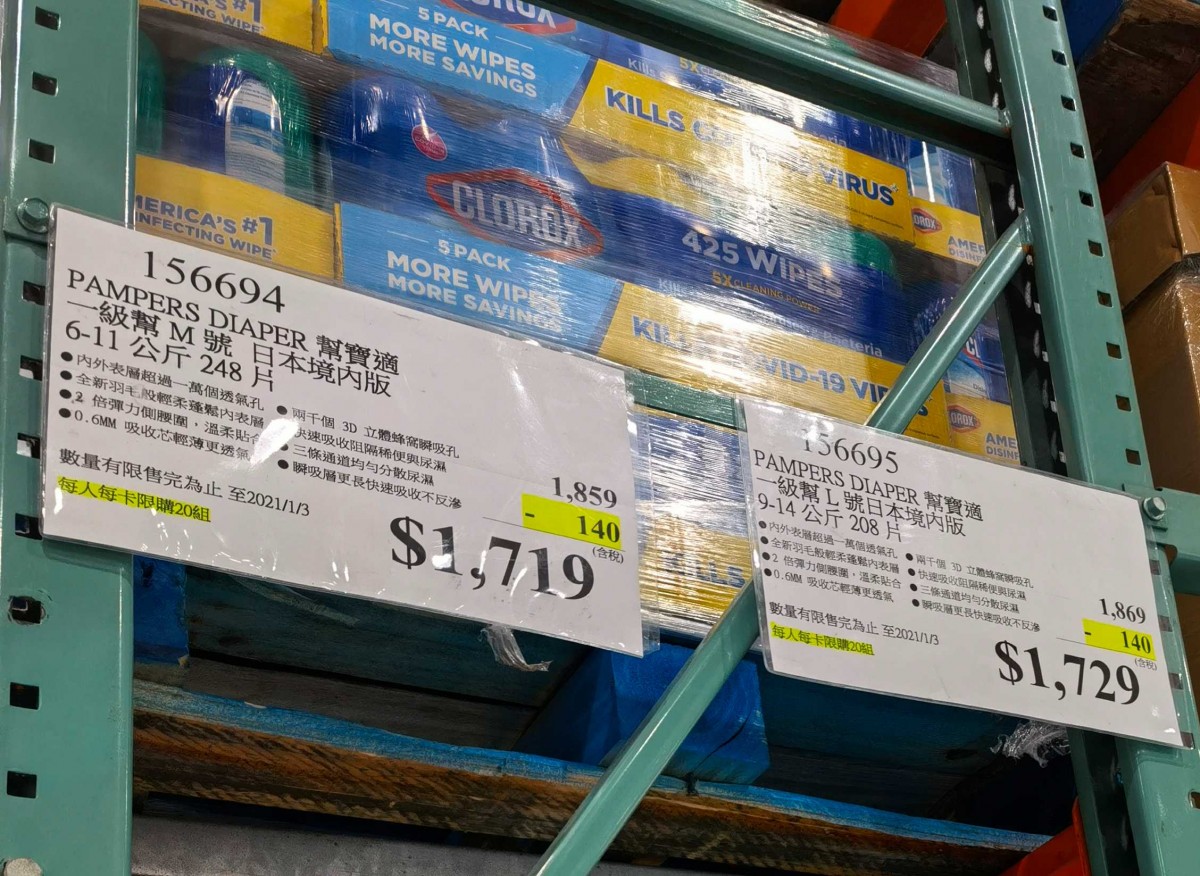 S #1
ECTING WIPE
5 PACK
MORE WIPES
MORE SAVINGS
5X
KILLS
VIRUS
CLOROX
MERICA'S #1
INFECTING WIPE
5 PACK
MORE WIPES
MORE SAVINGS
425 WIPES
5X CLEANING POWER
Bacteria
COVID-19
OROX
AMER
DISINF
OROX
AME
DISINF
156694
PAMPERS DIAPER 幫寶適
一級幫 M 號 日本境內版
6-11 公斤 248 片
●內外表層超過一萬個透氣孔
●全新羽毛般輕柔蓬鬆內表層
●2 倍彈力側腰圍，溫柔貼合
●0.6MM 吸收芯輕薄更透氣
●兩千個 3D 立體蜂窩瞬吸孔
快速吸收阻隔稀便與尿濕
●三條通道均勻分散尿濕
●瞬吸層更長快速吸收不反滲
數量有限售完為止 至2021/1/3
每人每卡限購20組
1,859
- 140
(含稅)
$1,719
156695
PAMPERS DIAPER 幫寶適
一級幫 L 號日本境內版
9-14 公斤 208 片
●內外表層超過一萬個透氣孔
●全新羽毛般輕柔蓬鬆內表層
●2 倍彈力側腰圍，溫柔貼合
●0.6MM 吸收芯輕薄更透氣
●兩千個 3D 立體蜂窩瞬吸孔
●快速吸收阻隔稀便與尿濕
●三條通道均勻分散尿濕
●瞬吸層更長快速吸收不反滲
數量有限售完為止 至2021/1/3
每人每卡限購20組
1,869
- 140
(含稅)
$1,729